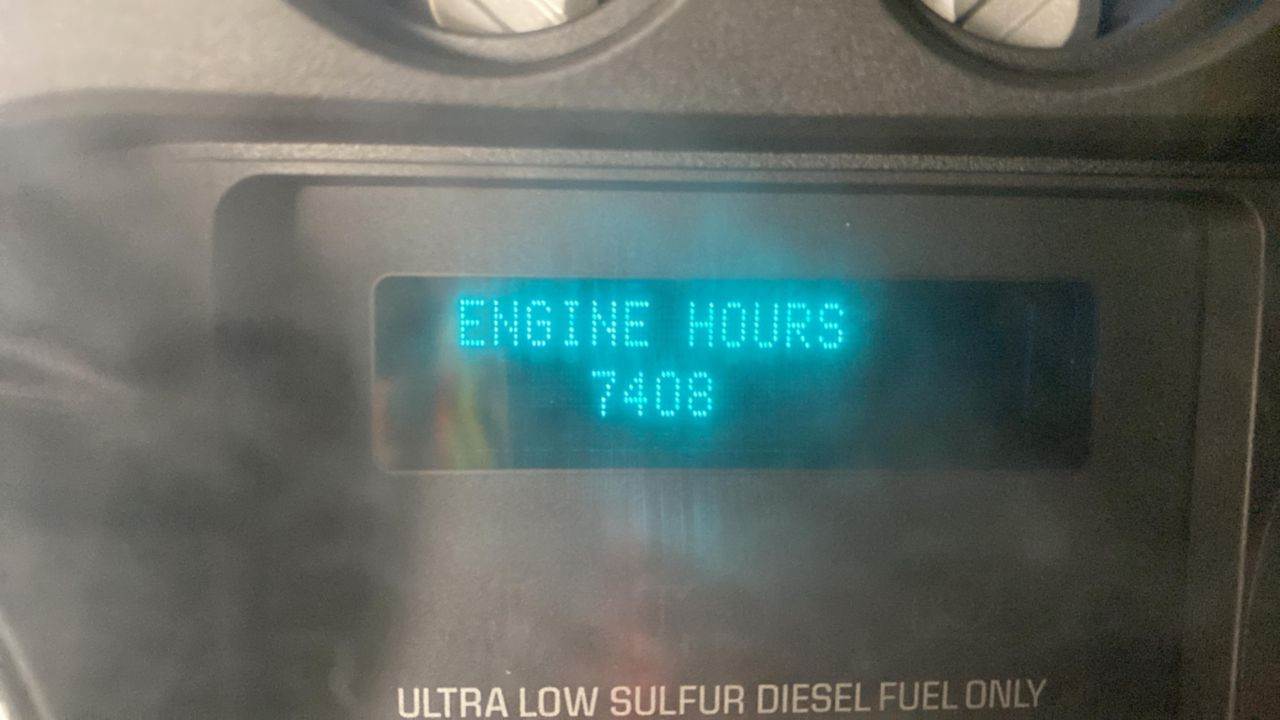 ENGINE HOURS
7408
ULTRA LOW SULFUR DIESEL FUEL ONLY